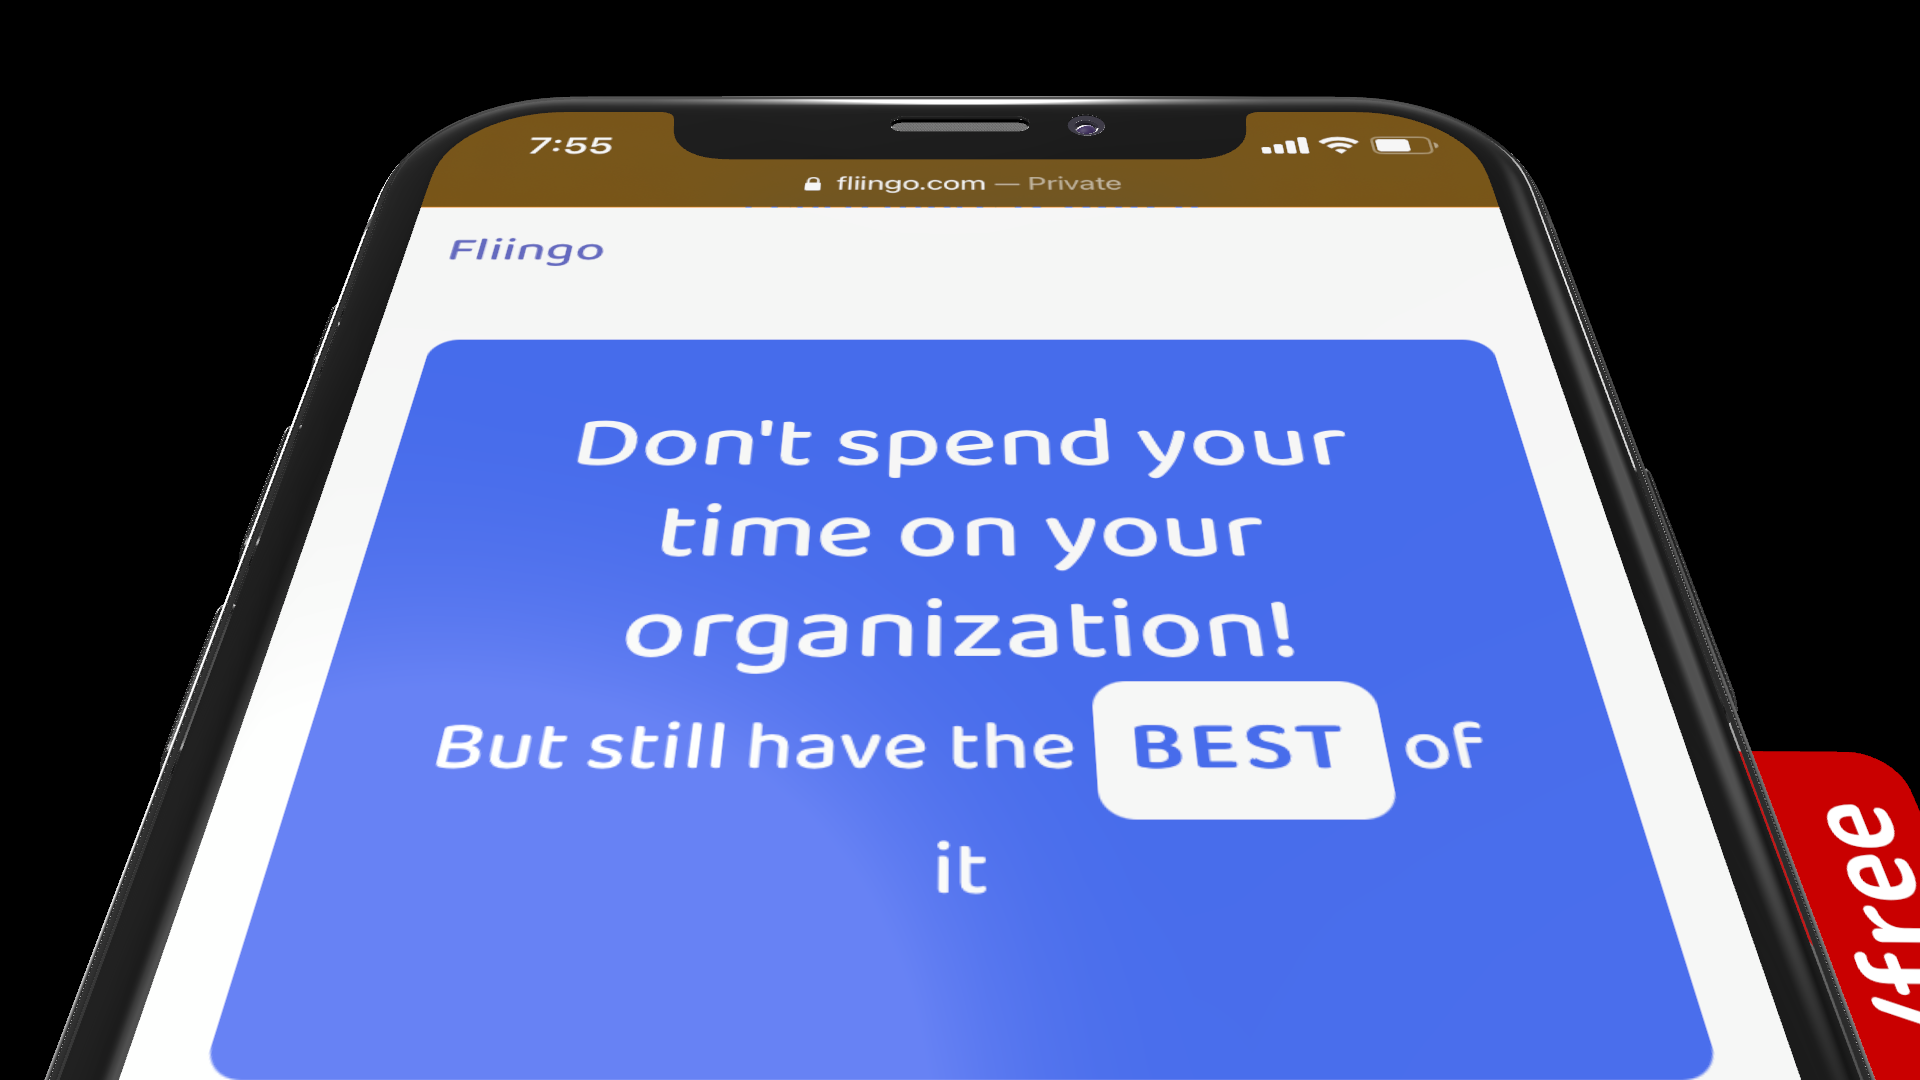 7:55
fliingo.com — Private
Fliingo
Don't spend your
time on your
organization!
But still have the BEST of
it
/free